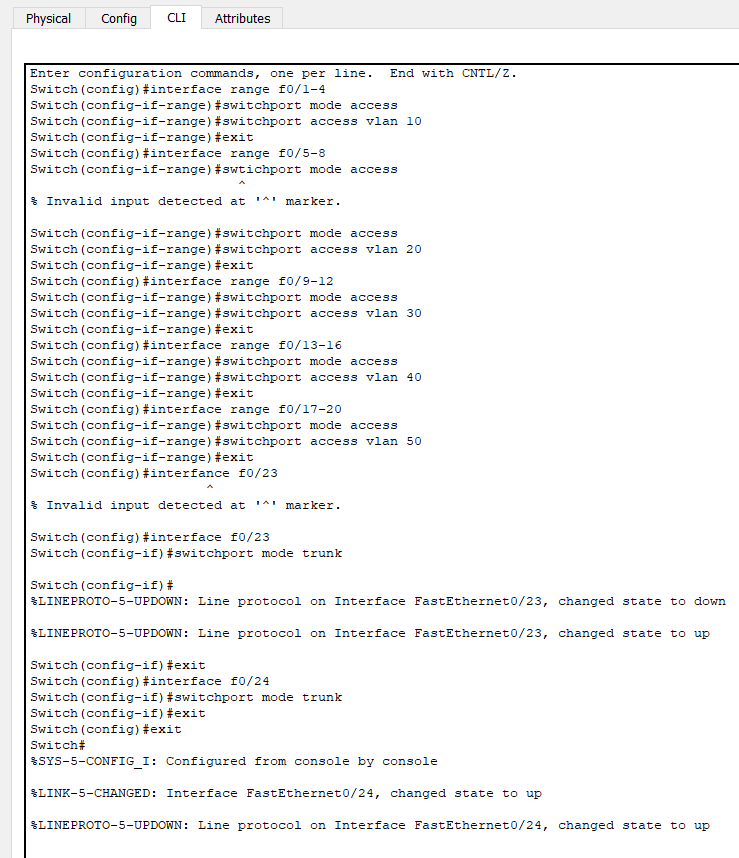 Physical Config CLI Attributes
Enter configuration commands, one per line.  End with CNTL/Z.
Switch(config)#interface range f0/1-4
Switch(config-if-range)#switchport mode access
Switch(config-if-range)#switchport access vlan 10
Switch(config-if-range)#exit
Switch(config)#interface range f0/5-8
Switch(config-if-range)#swtichport mode access
^
% Invalid input detected at '^' marker.
Switch(config-if-range)#switchport mode access
Switch(config-if-range)#switchport access vlan 20
Switch(config-if-range)#exit
Switch(config)#interface range f0/9-12
Switch(config-if-range)#switchport mode access
Switch(config-if-range)#switchport access vlan 30
Switch(config-if-range)#exit
Switch(config)#interface range f0/13-16
Switch(config-if-range)#switchport mode access
Switch(config-if-range)#switchport access vlan 40
Switch(config-if-range)#exit
Switch(config)#interface range f0/17-20
Switch(config-if-range)#switchport mode access
Switch(config-if-range)#switchport access vlan 50
Switch(config-if-range)#exit
Switch(config)#interfance f0/23
^
% Invalid input detected at '^' marker.
Switch(config)#interface f0/23
Switch(config-if)#switchport mode trunk
Switch(config-if)#
%LINEPROTO-5-UPDOWN: Line protocol on Interface FastEthernet0/23, changed state to down
%LINEPROTO-5-UPDOWN: Line protocol on Interface FastEthernet0/23, changed state to up
Switch(config-if)#exit
Switch(config)#interface f0/24
Switch(config-if)#switchport mode trunk
Switch(config-if)#exit
Switch(config)#exit
Switch#
%SYS-5-CONFIG_I: Configured from console by console
%LINK-5-CHANGED: Interface FastEthernet0/24, changed state to up
%LINEPROTO-5-UPDOWN: Line protocol on Interface FastEthernet0/24, changed state to up